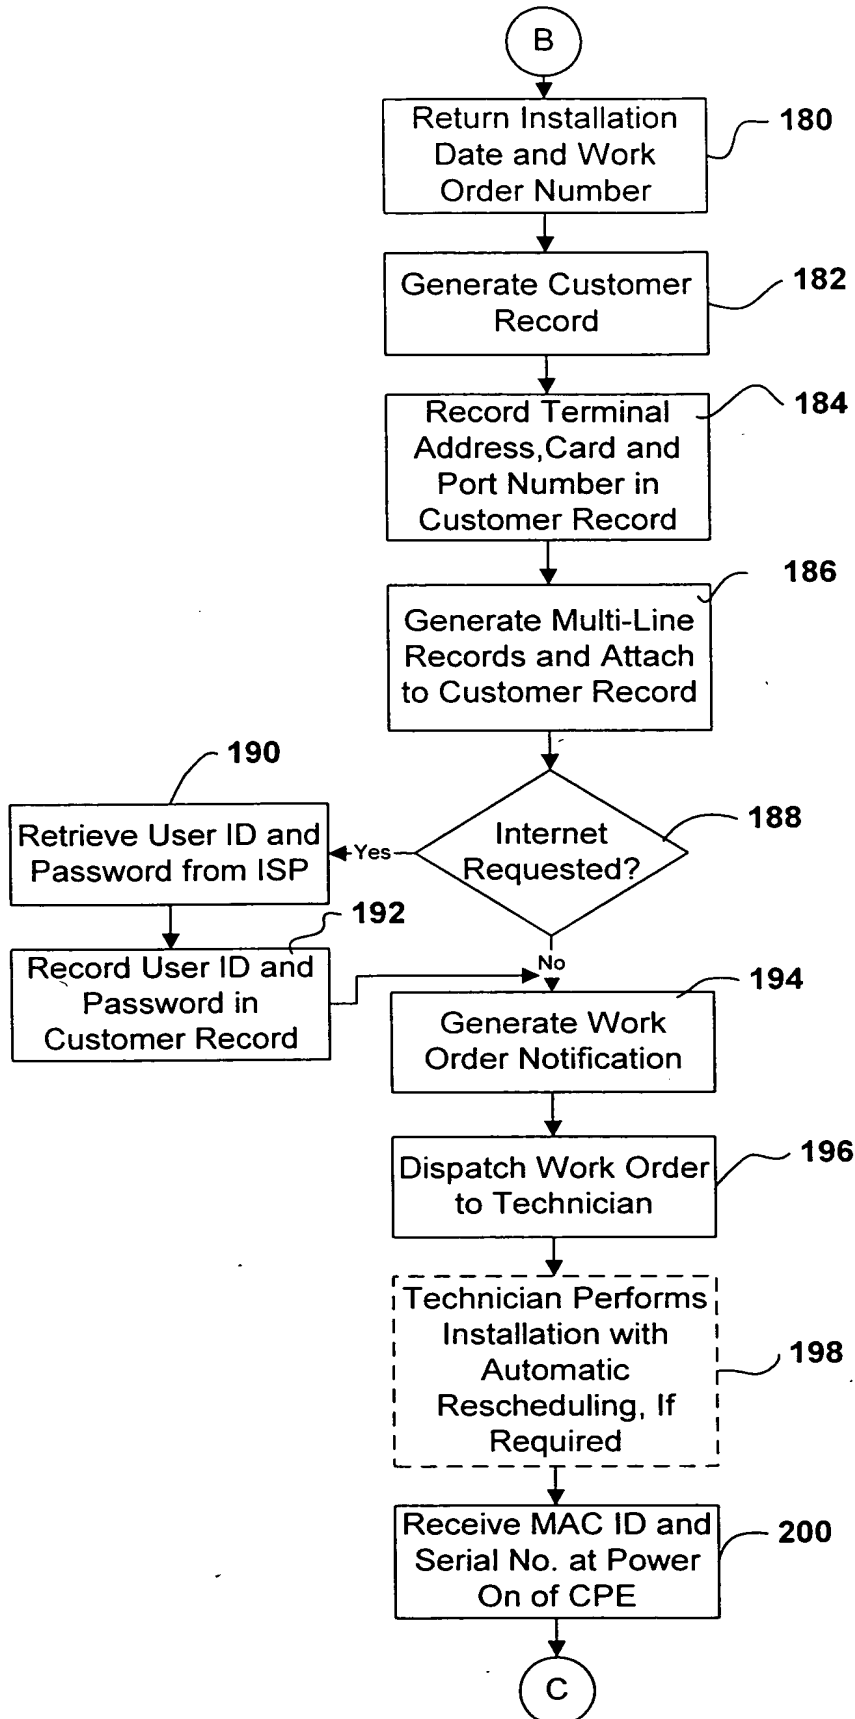 B
Return Installation
Date and Work
Order Number
180
Generate Customer
Record
182
Record Terminal
Address,Card and
Port Number in
Customer Record
184
Generate Multi-Line
Records and Attach
to Customer Record
186
Internet
Requested?
188
Yes
190
Retrieve User ID and
Password from ISP
192
Record User ID and
Password in
Customer Record
No
Generate Work
Order Notification
194
Dispatch Work Order
to Technician
196
Technician Performs
Installation with
Automatic
Rescheduling, If
Required
198
Receive MAC ID and
Serial No. at Power
On of CPE
200
C